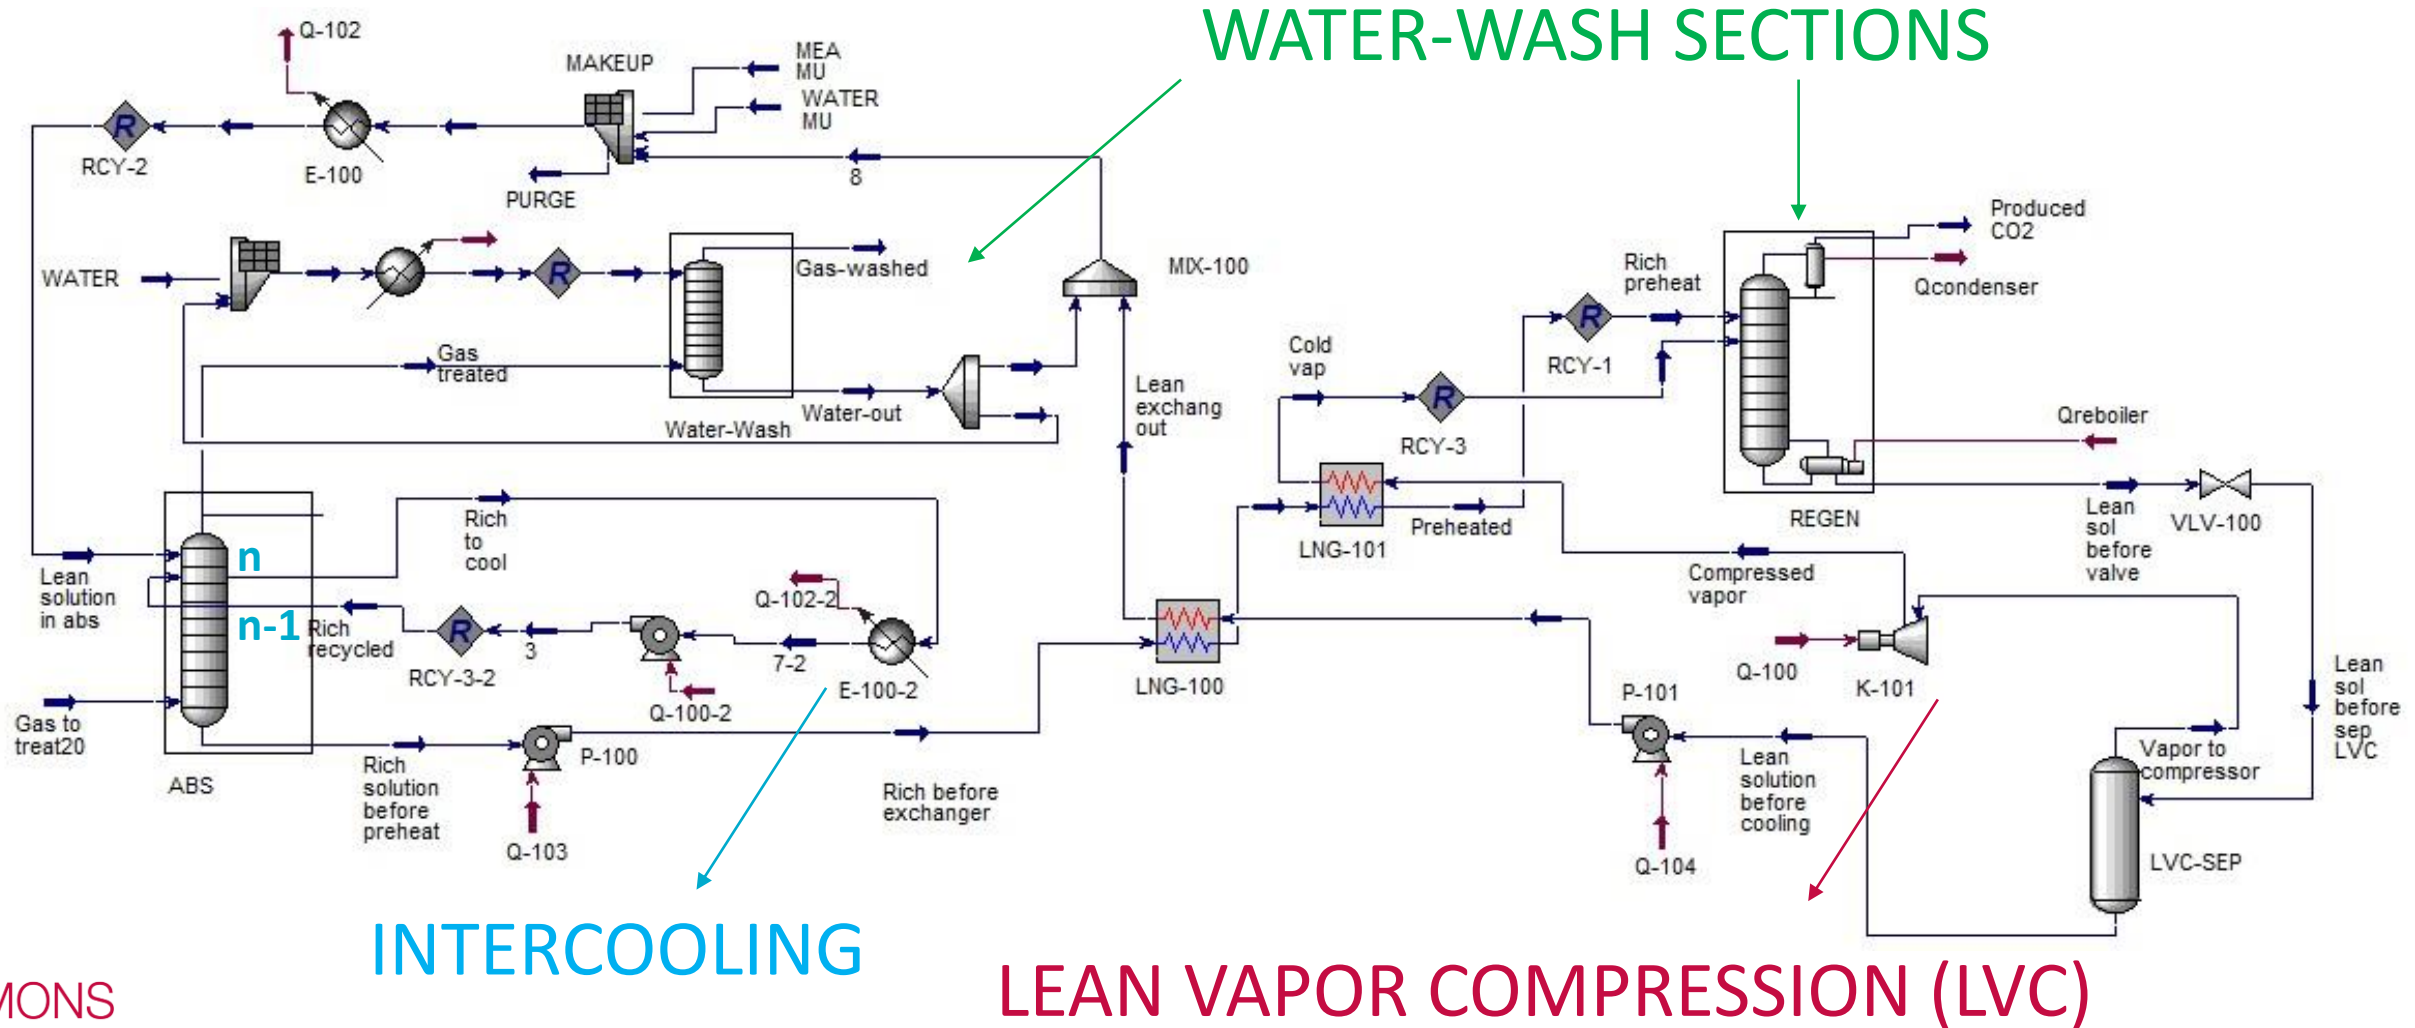 WATER-WASH SECTIONS
Q-102
MAKEUP
MEA
MU
WATER
MU
R
RCY-2
E-100
PURGE
8
WATER
R
Gas-washed
MIX-100
Gas
treated
Water-out
Water-Wash
Lean
exchang
out
Produced
CO2
Rich
preheat
Qcondenser
R
RCY-1
Cold
vap
R
RCY-3
Qreboiler
REGEN
Lean
sol
before
valve
VLV-100
Preheated
LNG-101
Compressed
vapor
Rich
to
cool
Lean
solution
in abs
n
n-1
Rich
recycled
R
RCY-3-2
3
Q-100-2
7-2
Q-102-2
E-100-2
LNG-100
Gas to
treat20
ABS
Rich
solution
before
preheat
P-100
Q-103
Rich before
exchanger
P-101
Q-104
Lean
solution
before
cooling
Q-100
K-101
Vapor to
compressor
Lean
sol
before
sep
LVC
LVC-SEP
INTERCOOLING
LEAN VAPOR COMPRESSION (LVC)
MONS